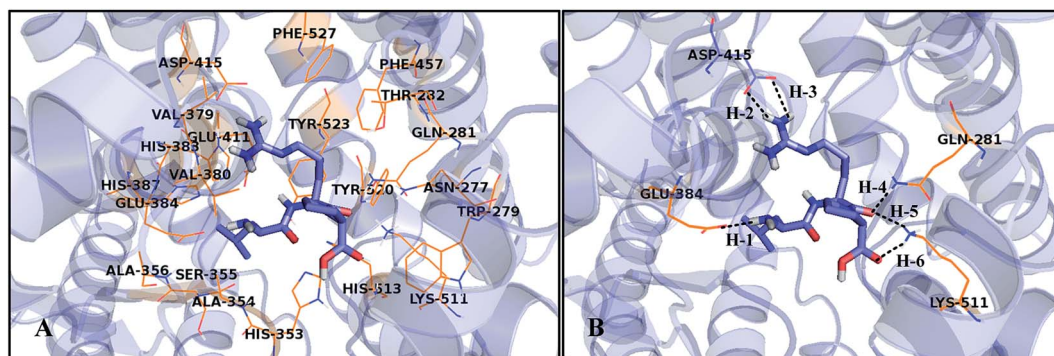 PHE-527
ASP-415
PHE-457
THR-282
VAL-379
GLU-411
TYR-523
HIS-383
GLN-281
VAL-380
HIS-387
TYR-520
ASN-277
GLU-384
TRP-279
ALA-356
SER-355
ALA-354
HIS-513
LYS-511
HIS-353
A
ASP-415
H-3
H-2
GLN-281
GLU-384
H-4
H-5
H-1
H-6
LYS-511
B